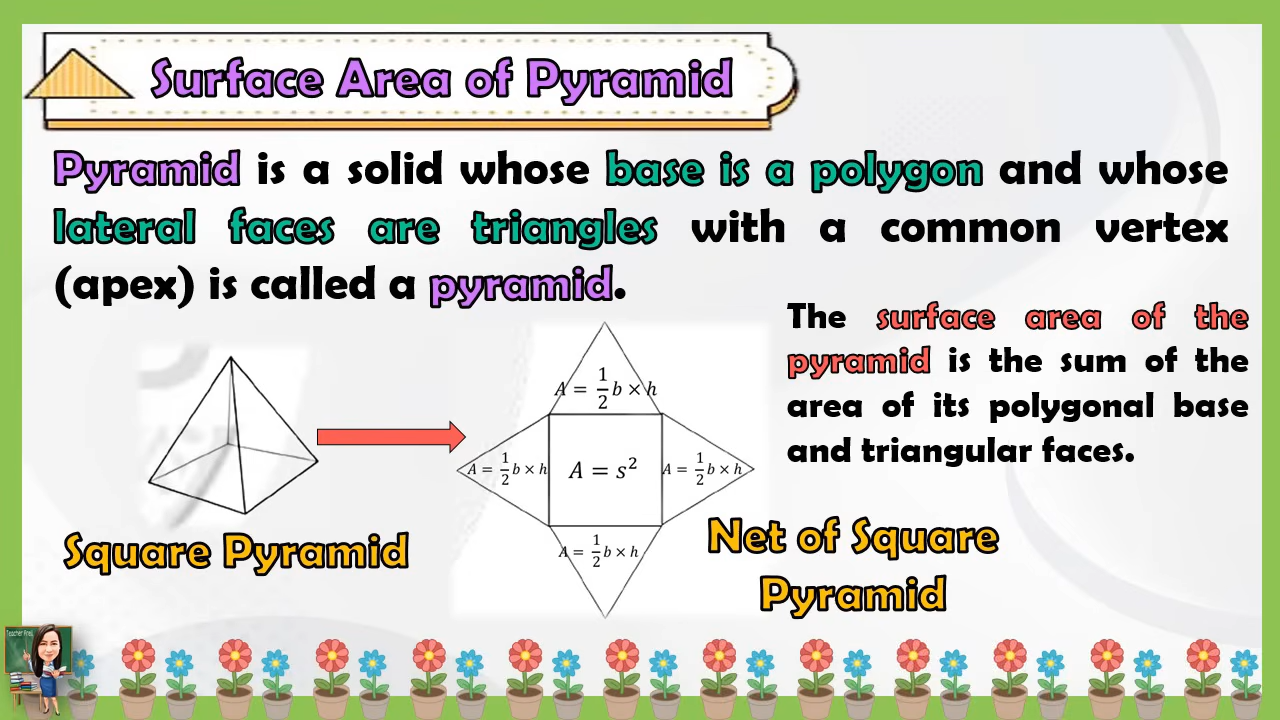 Surface Area of Pyramid
Pyramid is a solid whose base is a polygon and whose
lateral faces are triangles with a common vertex
(apex) is called a pyramid.
The surface area of the
pyramid is the sum of the
area of its polygonal base
and triangular faces.
A = 1/2 b × h
A = 1/2 b × h
A = s²
A = 1/2 b × h
A = 1/2 b × h
Square Pyramid
Net of Square
Pyramid